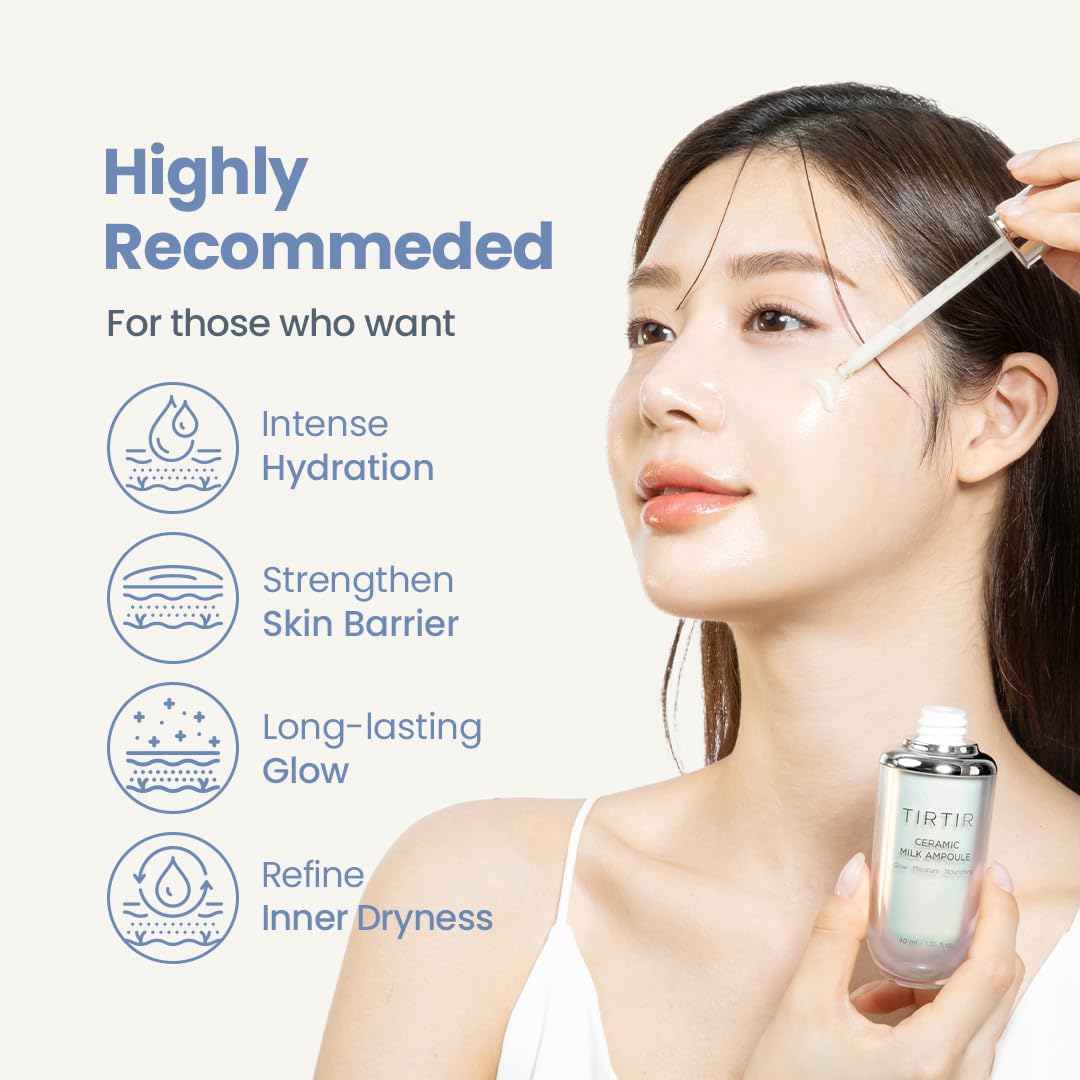 Highly
Recommeded
For those who want
Intense
Hydration
Strengthen
Skin Barrier
Long-lasting
Glow
Refine
Inner Dryness
TIRTIR
CERAMIC
MILK AMPOULE
Glow · Moisture · Nourishing
40 ml / 1.35 fl.oz.